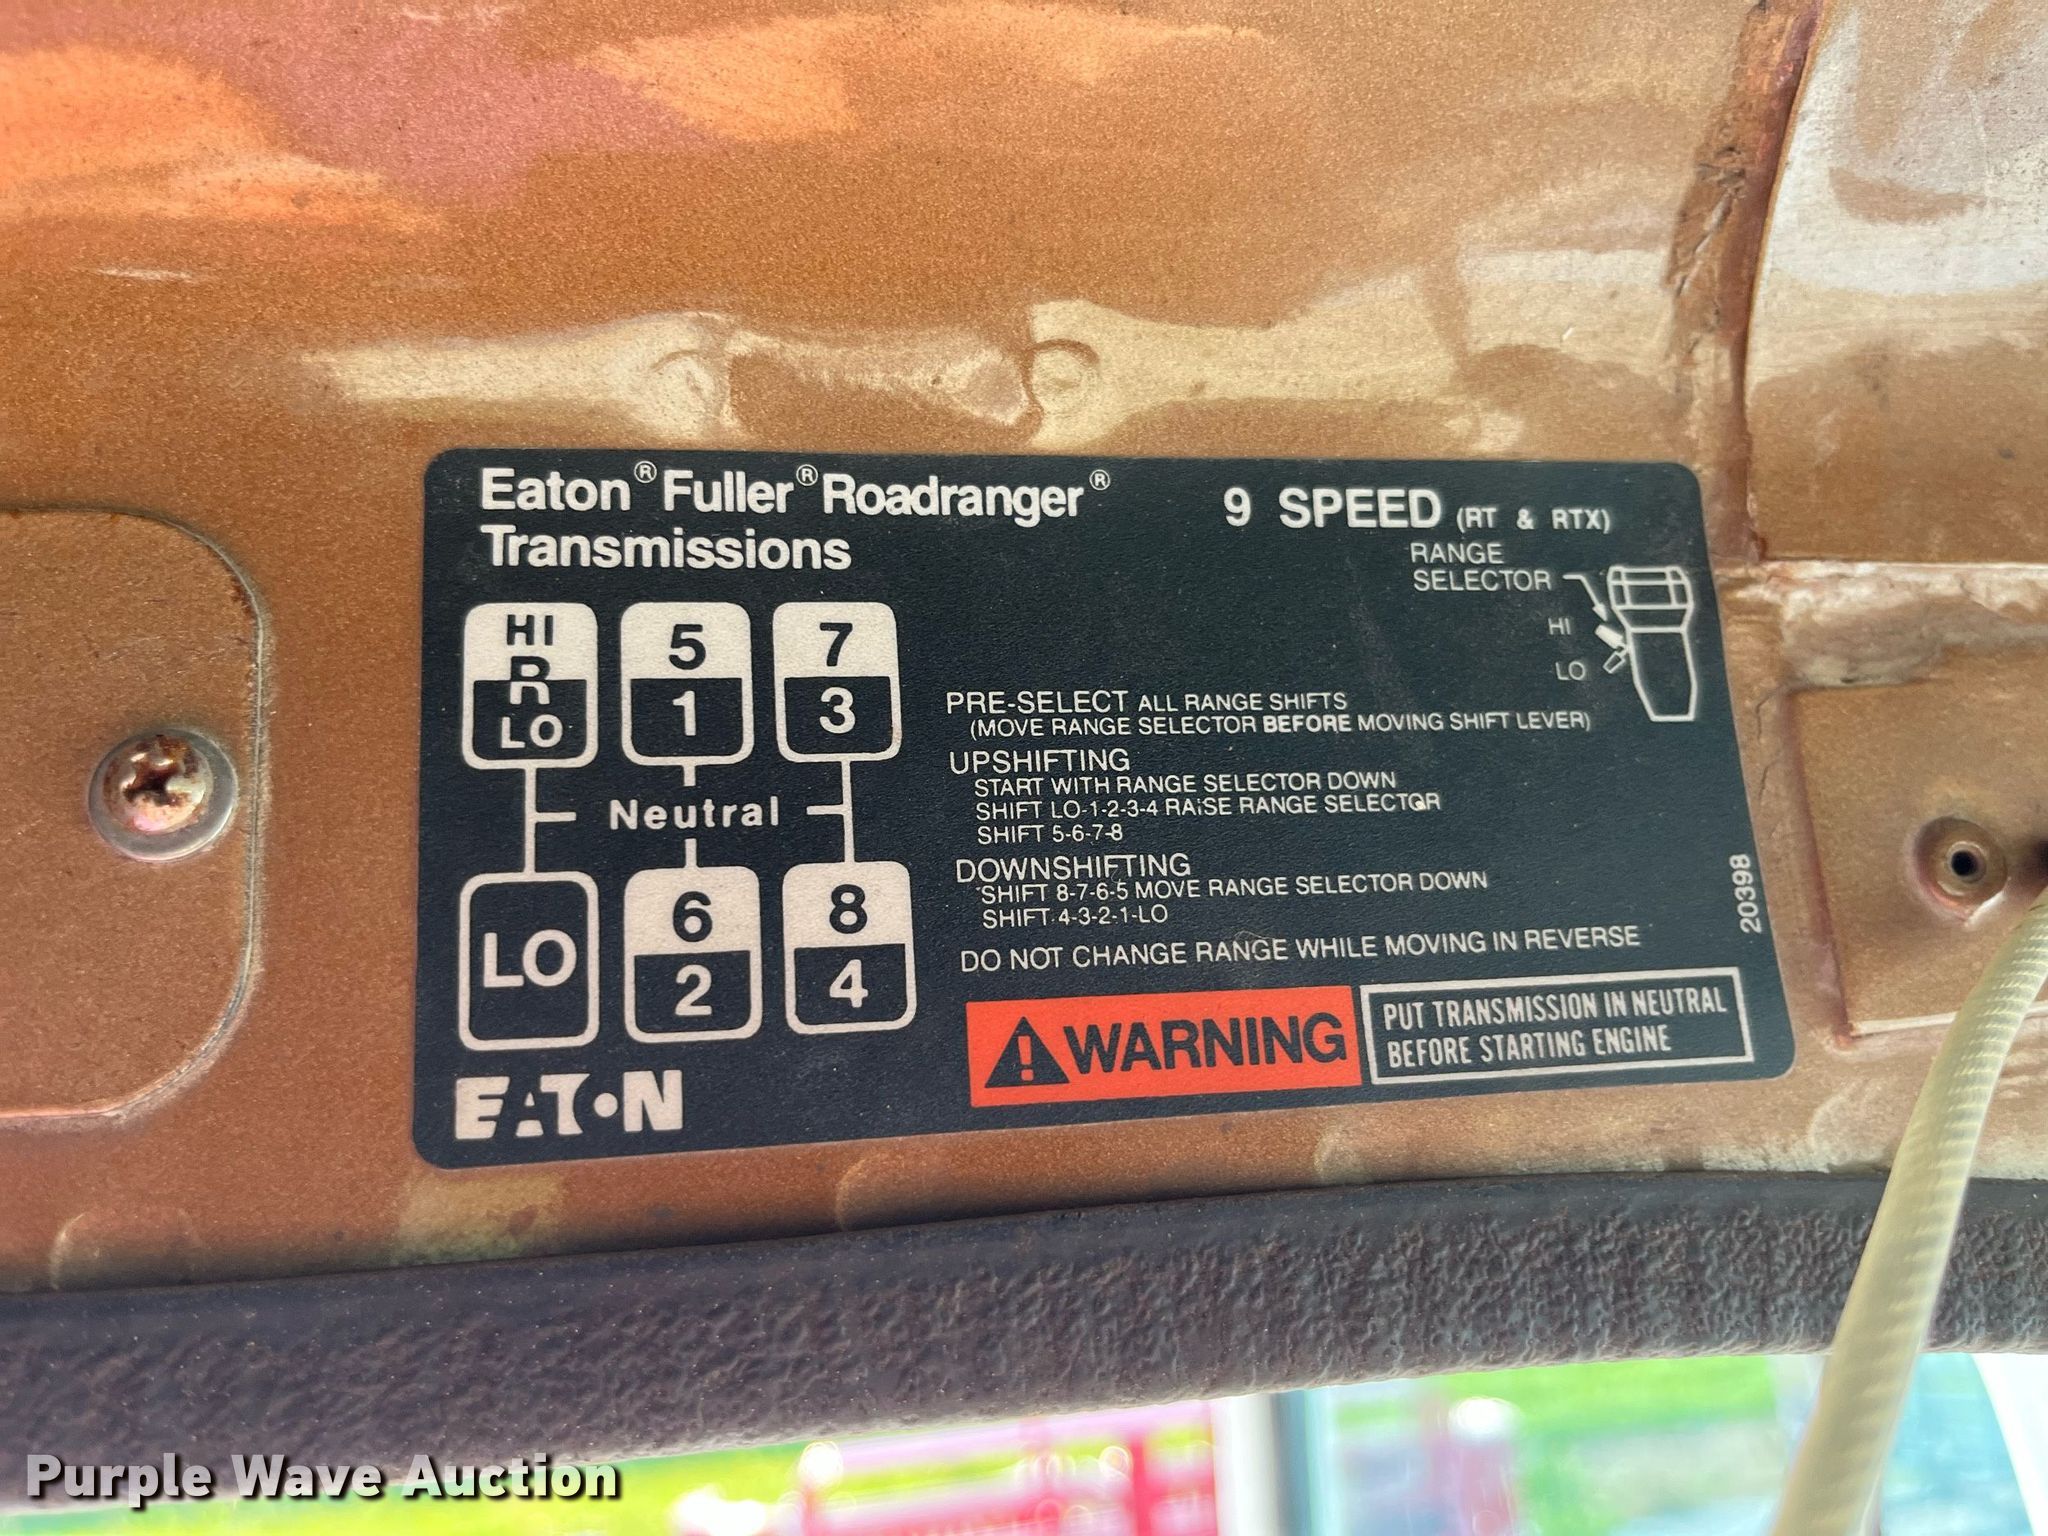 Eaton® Fuller® Roadranger®
Transmissions
9 SPEED (RT & RTX)
RANGE
SELECTOR
HI
LO
HI
R
LO
5
1
7
3
Neutral
LO
6
2
8
4
EATON
PRE-SELECT ALL RANGE SHIFTS
(MOVE RANGE SELECTOR BEFORE MOVING SHIFT LEVER)
UPSHIFTING
START WITH RANGE SELECTOR DOWN
SHIFT LO-1-2-3-4 RAISE RANGE SELECTOR
SHIFT 5-6-7-8
DOWNSHIFTING
SHIFT 8-7-6-5 MOVE RANGE SELECTOR DOWN
SHIFT 4-3-2-1-LO
DO NOT CHANGE RANGE WHILE MOVING IN REVERSE
20398
WARNING
PUT TRANSMISSION IN NEUTRAL
BEFORE STARTING ENGINE
Purple Wave Auction